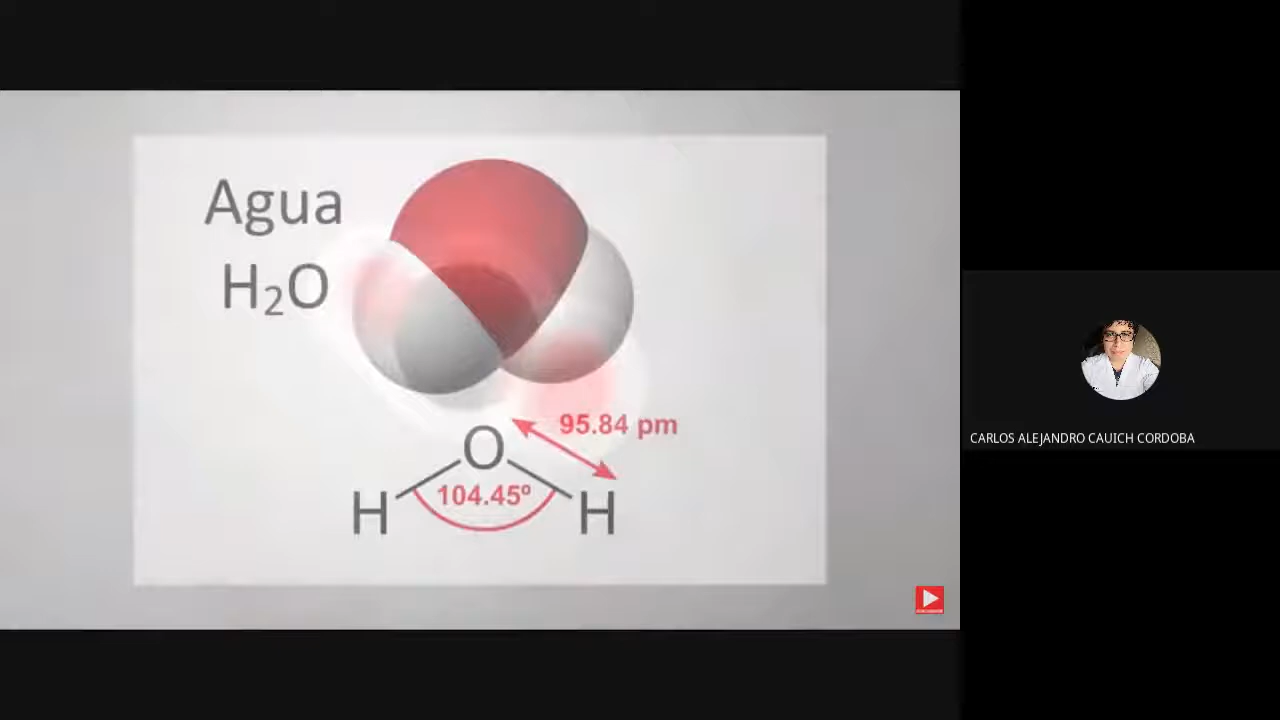 Agua
H₂O
95.84 pm
O
104.45º
H
H
CARLOS ALEJANDRO CAUICH CORDOBA